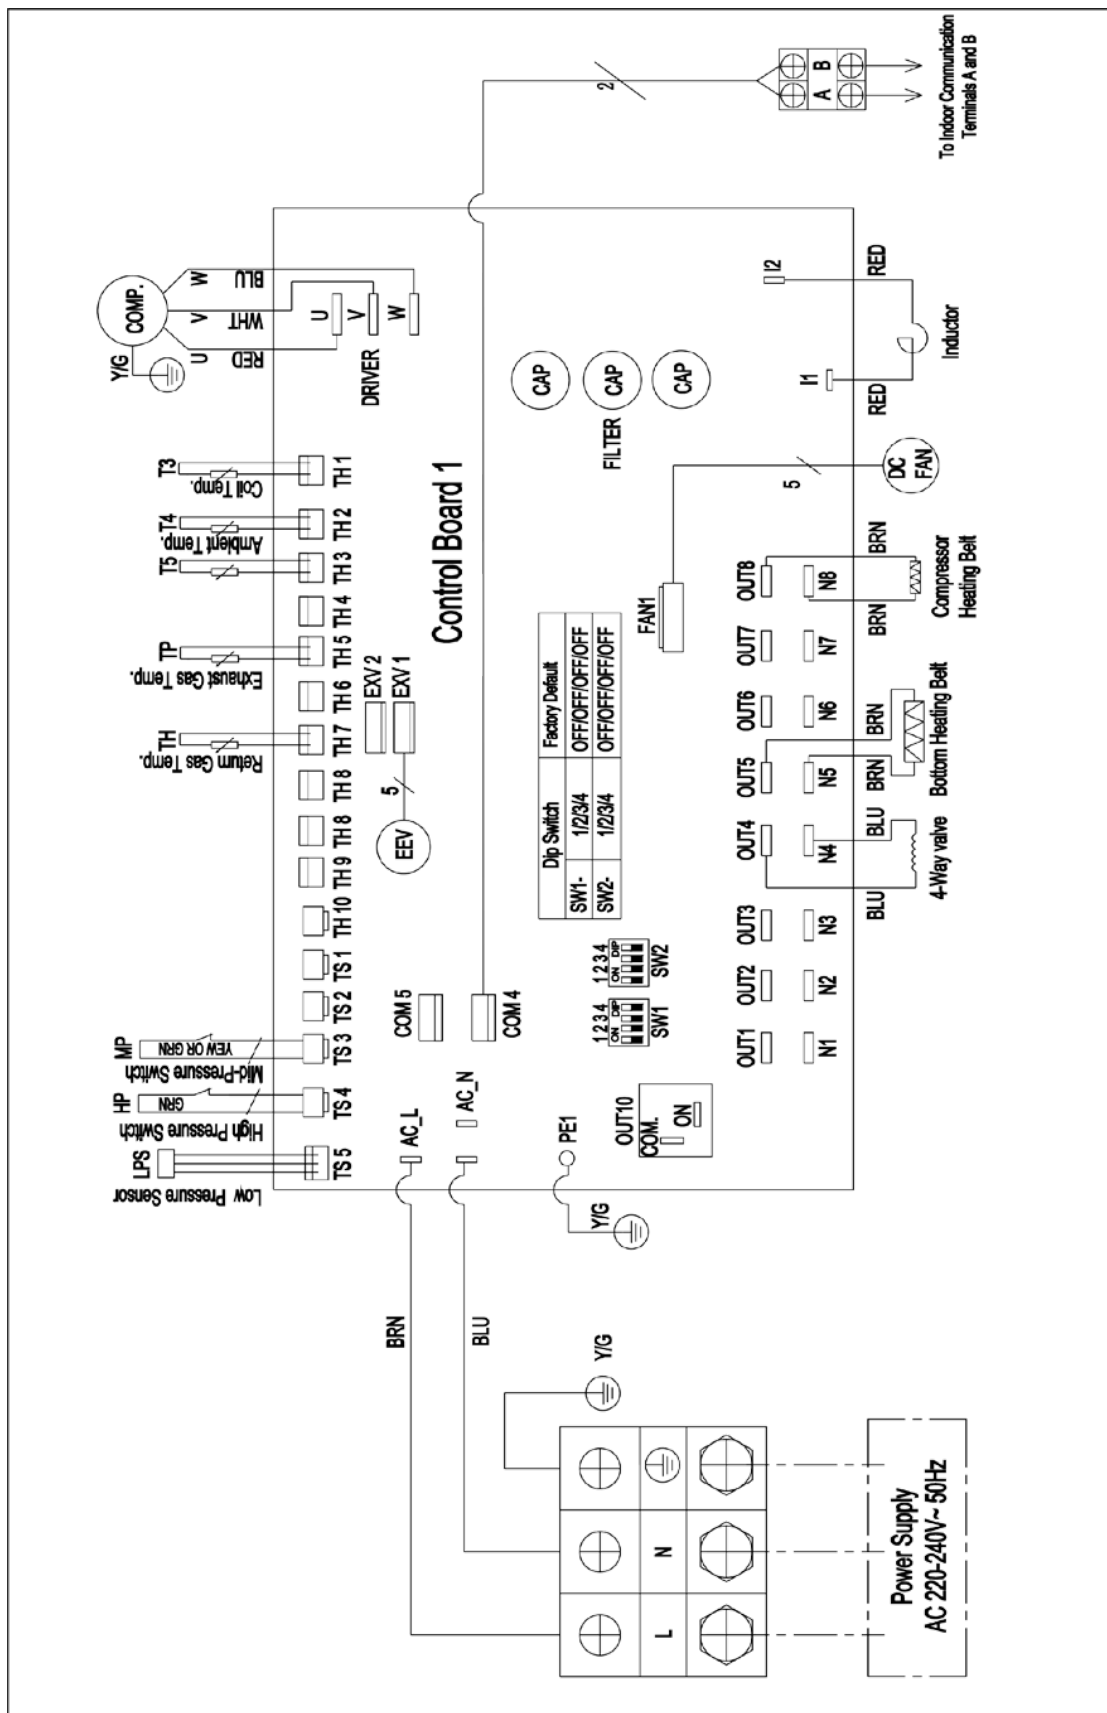 Low Pressure Sensor
LPS
TS 5
High Pressure Switch
HP
GRN
TS 4
Mid-Pressure Switch
MP
YEW OR GRN
TS 3
TS 2
TS 1
TH 10
TH 9
TH 8
TH 8
Return Gas Temp.
TH
TH 7
TH 6
Exhaust Gas Temp.
TP
TH 5
TH 4
T5
TH 3
Ambient Temp.
T4
TH 2
Coil Temp.
T3
TH 1
Y/G
COMP.
U
V
W
RED
WHT
BLU
U
V
W
DRIVER
EEV
5
EXV 2
EXV 1
Control Board 1
COM 5
COM 4
AC_L
AC_N
BRN
BLU
PE1
Y/G
OUT10
COM.
ON
1 2 3 4
ON DIP
SW1
1 2 3 4
ON DIP
SW2
Dip Switch
Factory Default
SW1-
1/2/3/4
OFF/OFF/OFF/OFF
SW2-
1/2/3/4
OFF/OFF/OFF/OFF
CAP
CAP
CAP
FILTER
FAN1
5
DC
FAN
I1
I2
RED
RED
Inductor
2
A
B
To Indoor Communication
Terminals A and B
OUT1
OUT2
OUT3
OUT4
OUT5
OUT6
OUT7
OUT8
N1
N2
N3
N4
N5
N6
N7
N8
BLU
BLU
4-Way valve
BRN
BRN
Bottom Heating Belt
BRN
BRN
Compressor
Heating Belt
Y/G
L
N
Power Supply
AC 220-240V~ 50Hz